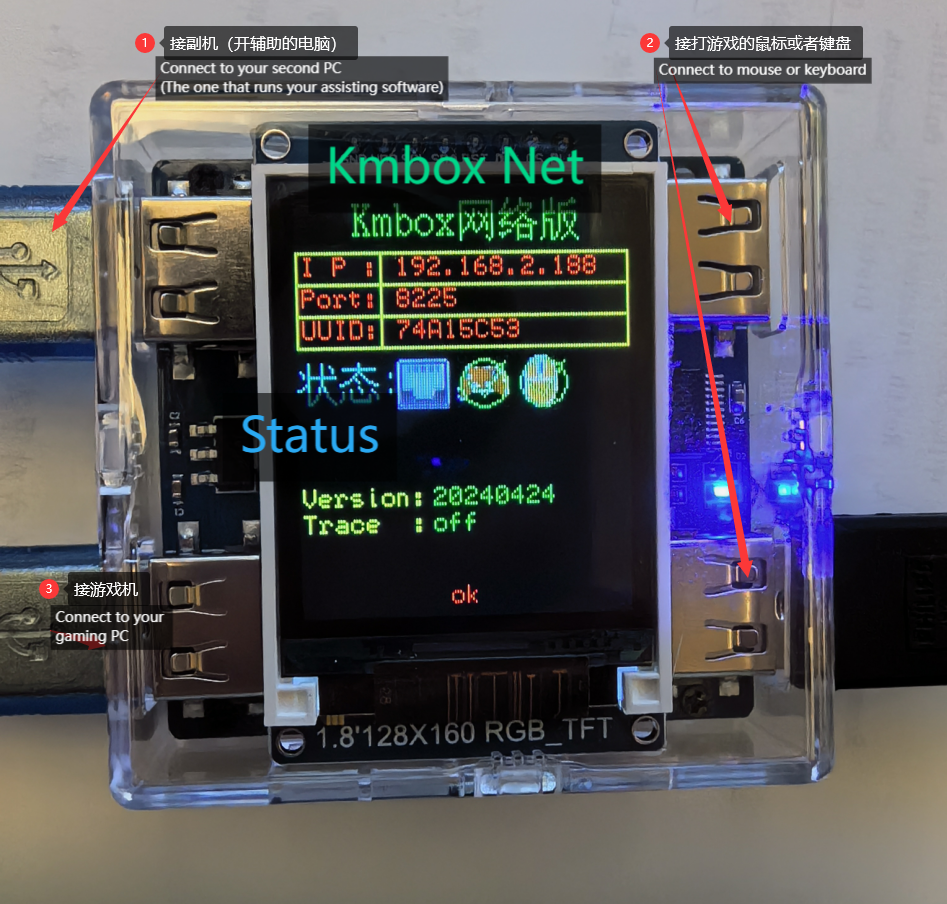 1
接副机（开辅助的电脑）
Connect to your second PC
(The one that runs your assisting software)
2
接打游戏的鼠标或者键盘
Connect to mouse or keyboard
Kmbox Net
Kmbox网络版
I P : 192.168.2.188
Port: 8225
UUID: 74A15C53
状态:
Status
Version: 20240424
Trace : off
3
接游戏机
Connect to your
gaming PC
ok
1.8'128X160 RGB_TFT